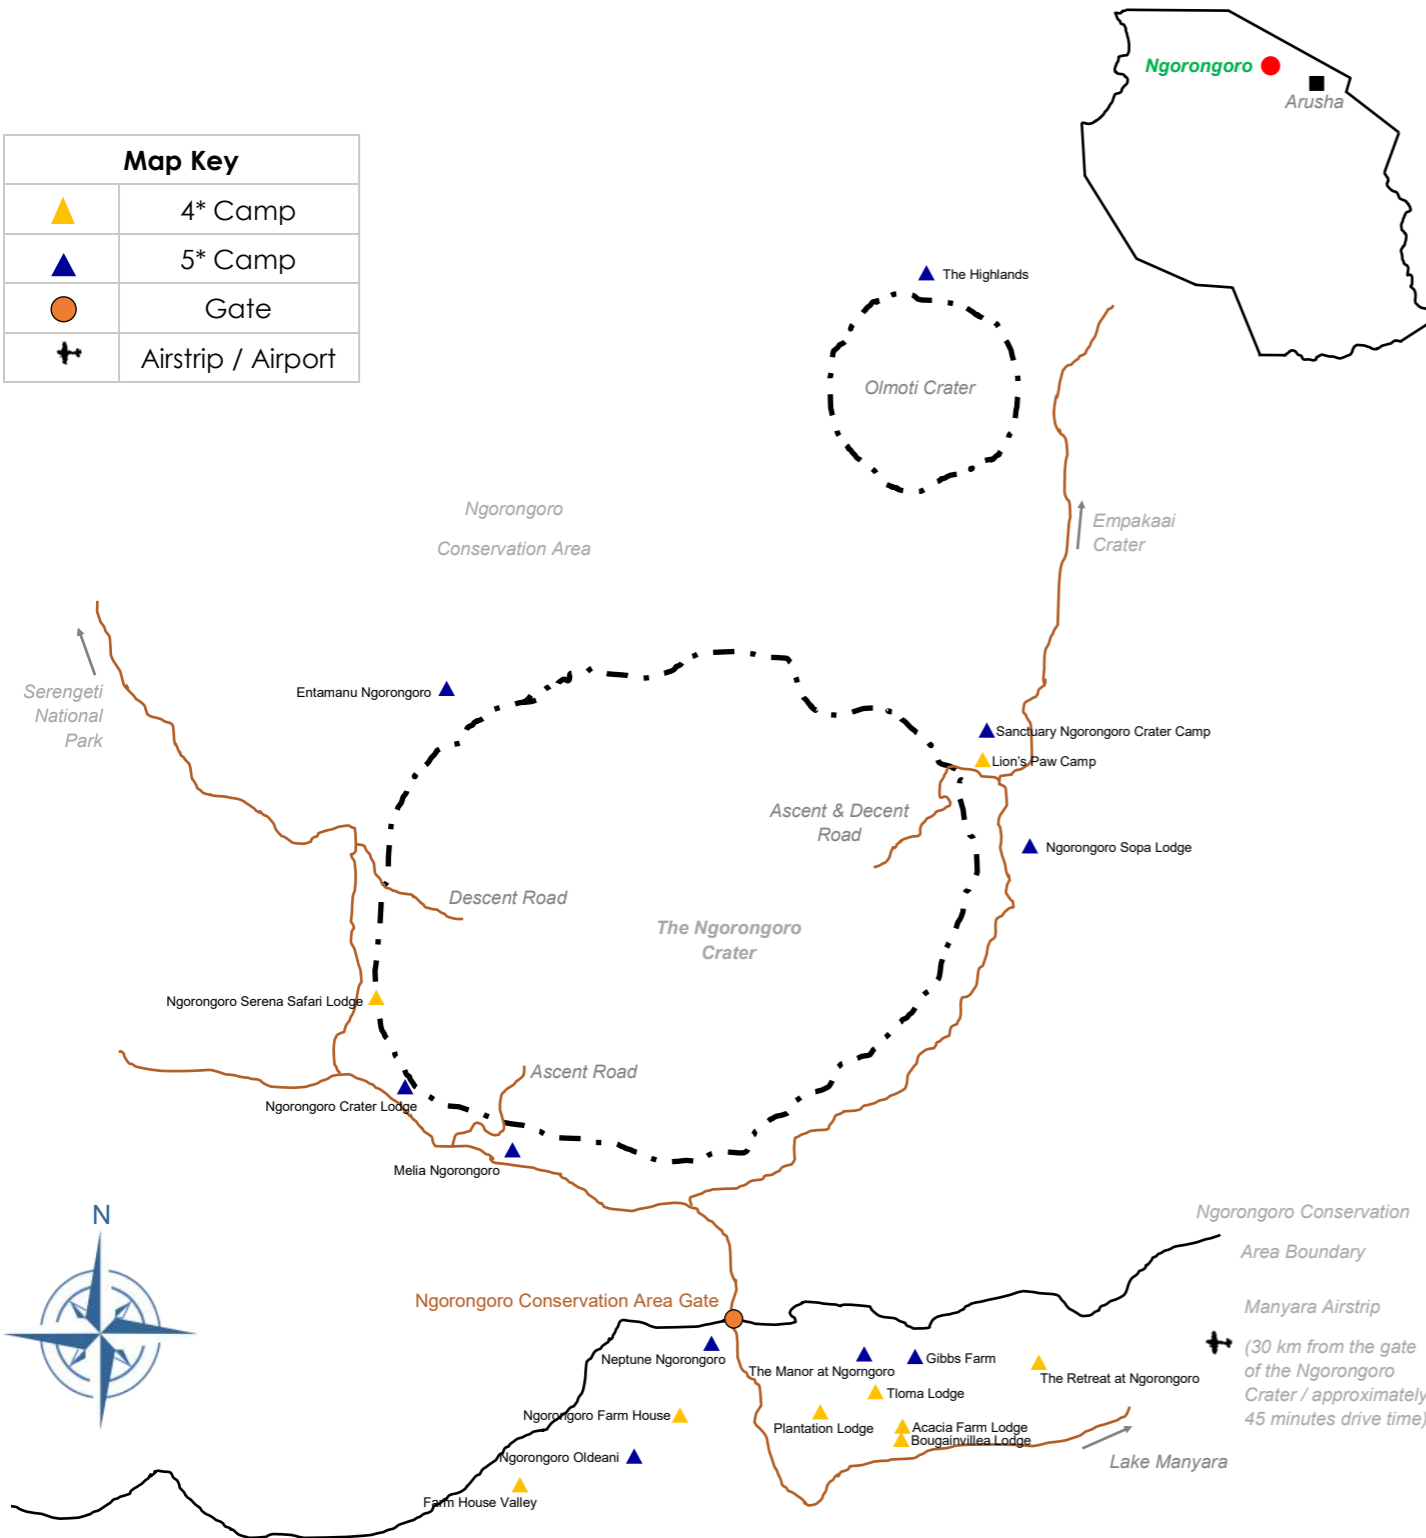 Ngorongoro
Arusha
Map Key
4* Camp
5* Camp
Gate
Airstrip / Airport
The Highlands
Olmoti Crater
Ngorongoro
Conservation Area
Empakaai
Crater
Serengeti
National
Park
Entamanu Ngorongoro
Sanctuary Ngorongoro Crater Camp
Lion's Paw Camp
Ascent & Decent
Road
Ngorongoro Sopa Lodge
Descent Road
The Ngorongoro
Crater
Ngorongoro Serena Safari Lodge
Ascent Road
Ngorongoro Crater Lodge
Melia Ngorongoro
N
Ngorongoro Conservation
Area Boundary
Ngorongoro Conservation Area Gate
Manyara Airstrip
(30 km from the gate
of the Ngorongoro
Crater / approximately
45 minutes drive time)
Neptune Ngorongoro
The Manor at Ngorngoro
Gibbs Farm
The Retreat at Ngorongoro
Tloma Lodge
Ngorongoro Farm House
Plantation Lodge
Acacia Farm Lodge
Bougainvillea Lodge
Ngorongoro Oldeani
Lake Manyara
Farm House Valley